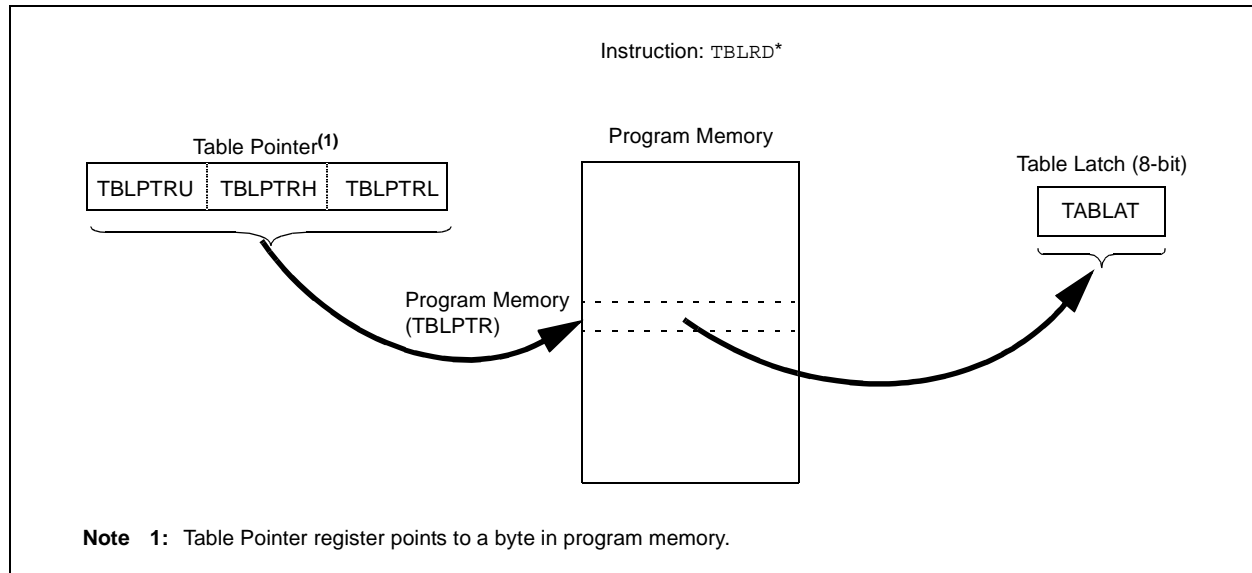 Instruction: TBLRD*
Table Pointer(1)
Program Memory
Table Latch (8-bit)
TBLPTRU TBLPTRH TBLPTRL
TABLAT
Program Memory
(TBLPTR)
Note 1: Table Pointer register points to a byte in program memory.